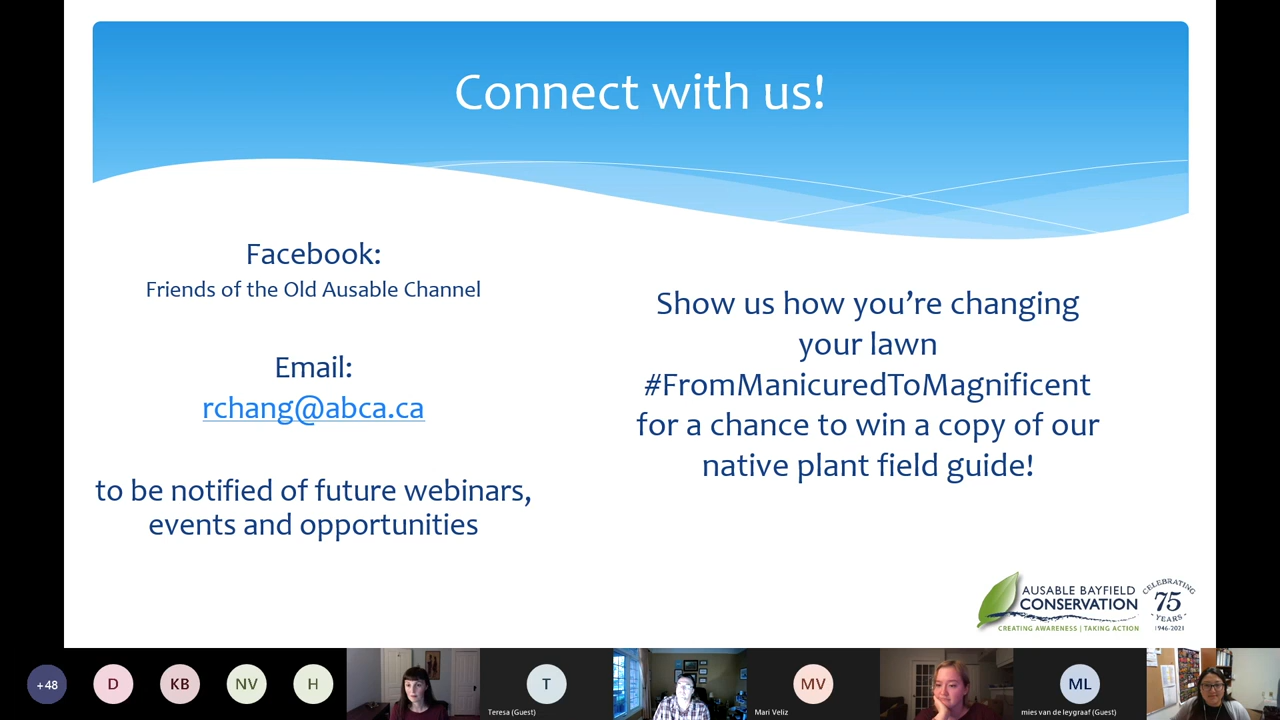 Connect with us!
Facebook:
Friends of the Old Ausable Channel
Email:
rchang@abca.ca
to be notified of future webinars,
events and opportunities
Show us how you're changing
your lawn
#FromManicuredToMagnificent
for a chance to win a copy of our
native plant field guide!
AUSABLE BAYFIELD
CONSERVATION
CREATING AWARENESS | TAKING ACTION
CELEBRATING
75
YEARS
1946-2021
+48
D
KB
NV
H
T
Teresa (Guest)
MV
Mari Veliz
ML
mies van de leygraaf (Guest)